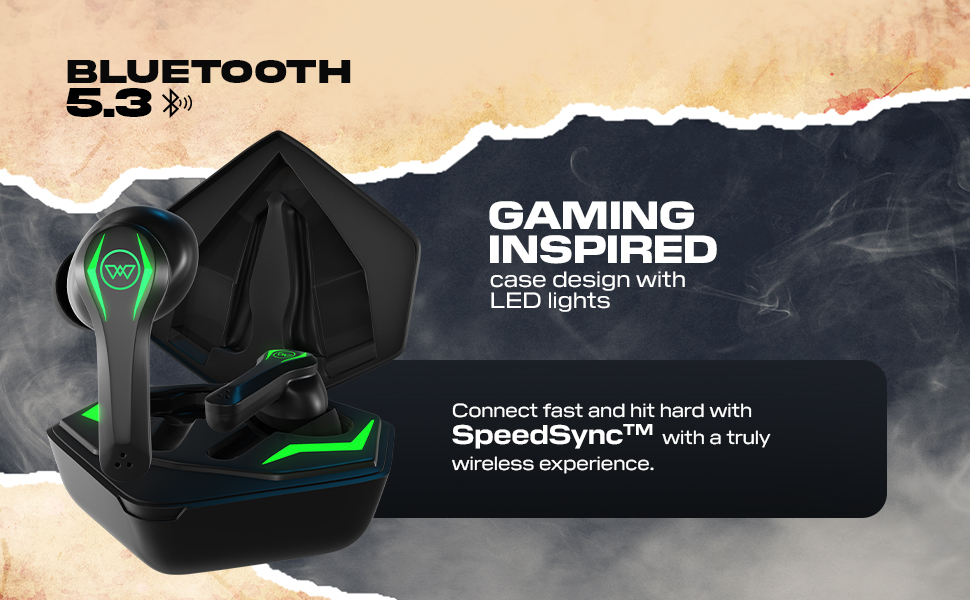 BLUETOOTH
5.3
GAMING
INSPIRED
case design with
LED lights
Connect fast and hit hard with
SpeedSync™ with a truly
wireless experience.